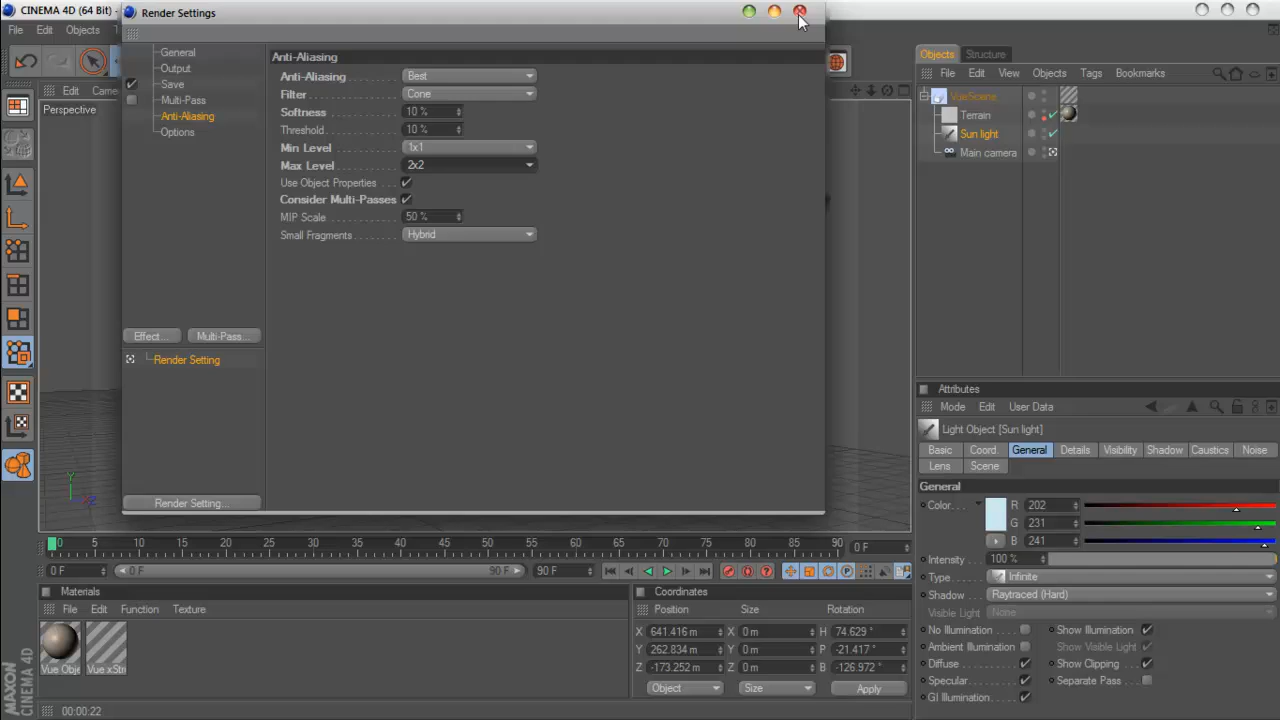 CINEMA 4D (64 Bit) -
Render Settings
File Edit Objects
Edit Came
Perspective
General
Output
Save
Multi-Pass
Anti-Aliasing
Options
Effect...
Multi-Pass...
Render Setting
Render Setting...
Anti-Aliasing
Anti-Aliasing Best
Filter Cone
Softness 10 %
Threshold 10 %
Min Level 1x1
Max Level 2x2
Use Object Properties
Consider Multi-Passes
MIP Scale 50 %
Small Fragments Hybrid
Objects Structure
File Edit View Objects Tags Bookmarks
VueScene
Terrain
Sun light
Main camera
Attributes
Mode Edit User Data
Light Object [Sun light]
Basic Coord. General Details Visibility Shadow Caustics Noise
Lens Scene
General
Color R 202
G 231
B 241
Intensity 100 %
Type Infinite
Shadow Raytraced (Hard)
Visible Light None
No Illumination Show Illumination
Ambient Illumination Show Visible Light
Diffuse Show Clipping
Specular Separate Pass
GI Illumination
Y
Z
0 5 10 15 20 25 30 35 40 45 50 55 60 65 70 75 80 85 90 0 F
0 F 0 F 90 F 90 F
Materials
File Edit Function Texture
Vue Obje Vue xStr
Coordinates
Position Size Rotation
X 641.416 m X 0 m H 74.629 °
Y 262.834 m Y 0 m P -21.417 °
Z -173.252 m Z 0 m B -126.972 °
Object Size Apply
MAXON
CINEMA 4D
00:00:22